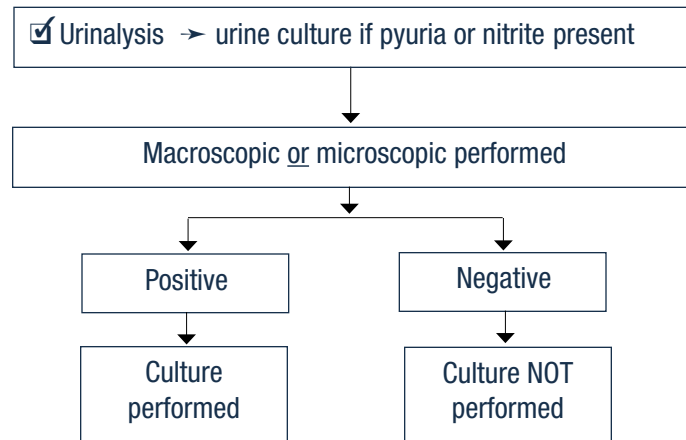 ☑ Urinalysis ➛ urine culture if pyuria or nitrite present
Macroscopic or microscopic performed
Positive
Negative
Culture
performed
Culture NOT
performed